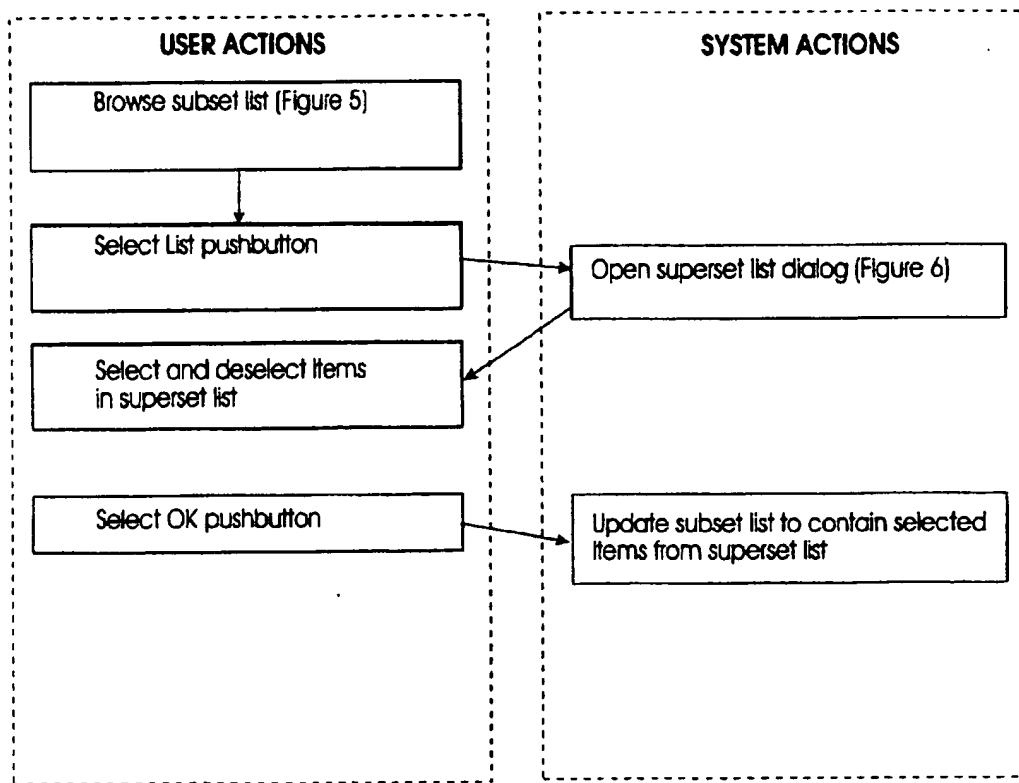 USER ACTIONS
SYSTEM ACTIONS
Browse subset list (Figure 5)
Select List pushbutton
Open superset list dialog (Figure 6)
Select and deselect items
in superset list
Select OK pushbutton
Update subset list to contain selected
items from superset list